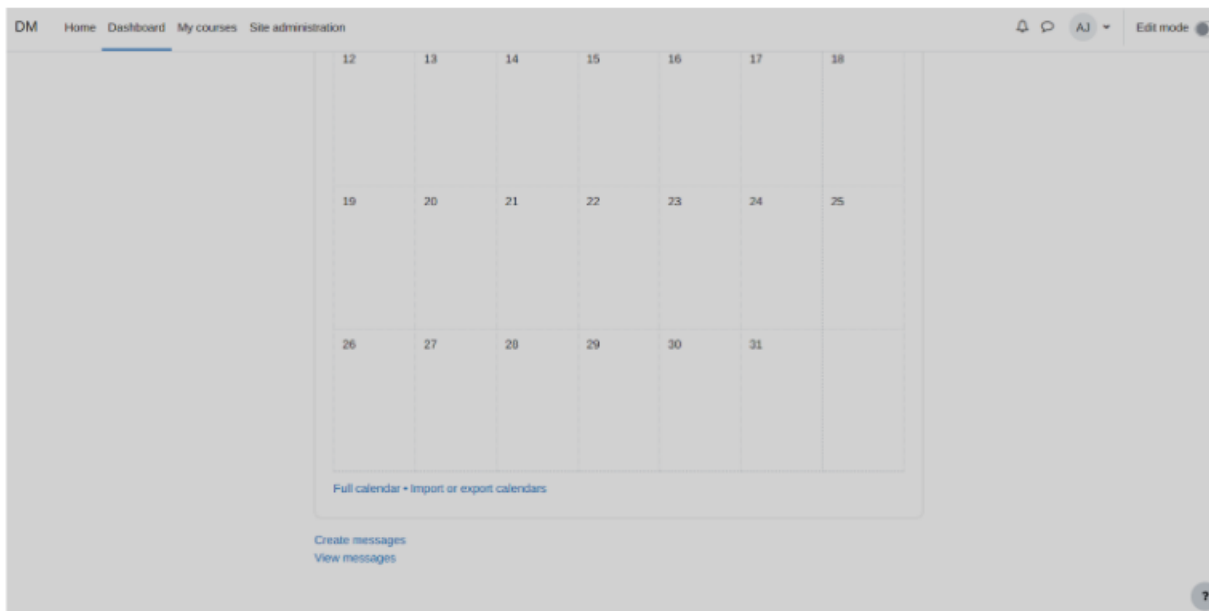 DM Home Dashboard My courses Site administration AJ Edit mode
12 13 14 15 16 17 18
19 20 21 22 23 24 25
26 27 28 29 30 31
Full calendar • Import or export calendars
Create messages
View messages
?